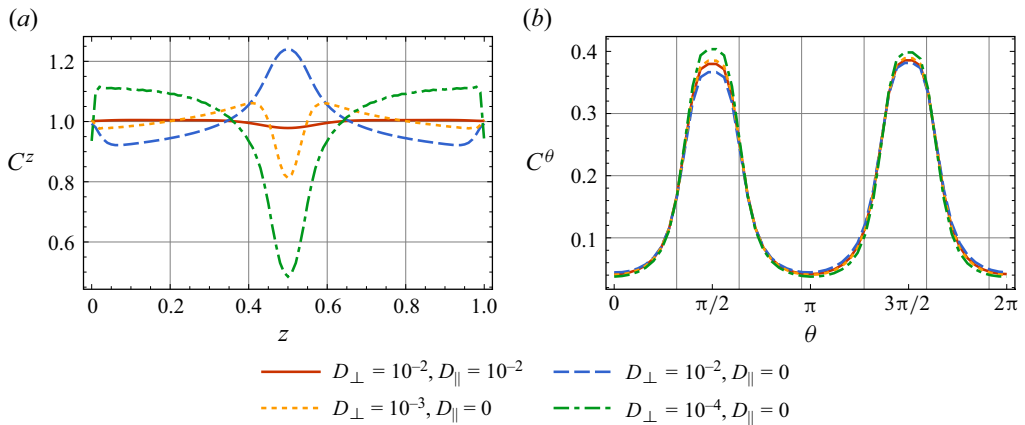 (a) (b)
1.2
1.0
0.8
0.6
C^z
0 0.2 0.4 0.6 0.8 1.0
z
0.4
0.3
0.1
C^θ
0 π/2 π 3π/2 2π
θ
D_⊥ = 10^−2, D_∥ = 10^−2 D_⊥ = 10^−2, D_∥ = 0
D_⊥ = 10^−3, D_∥ = 0 D_⊥ = 10^−4, D_∥ = 0